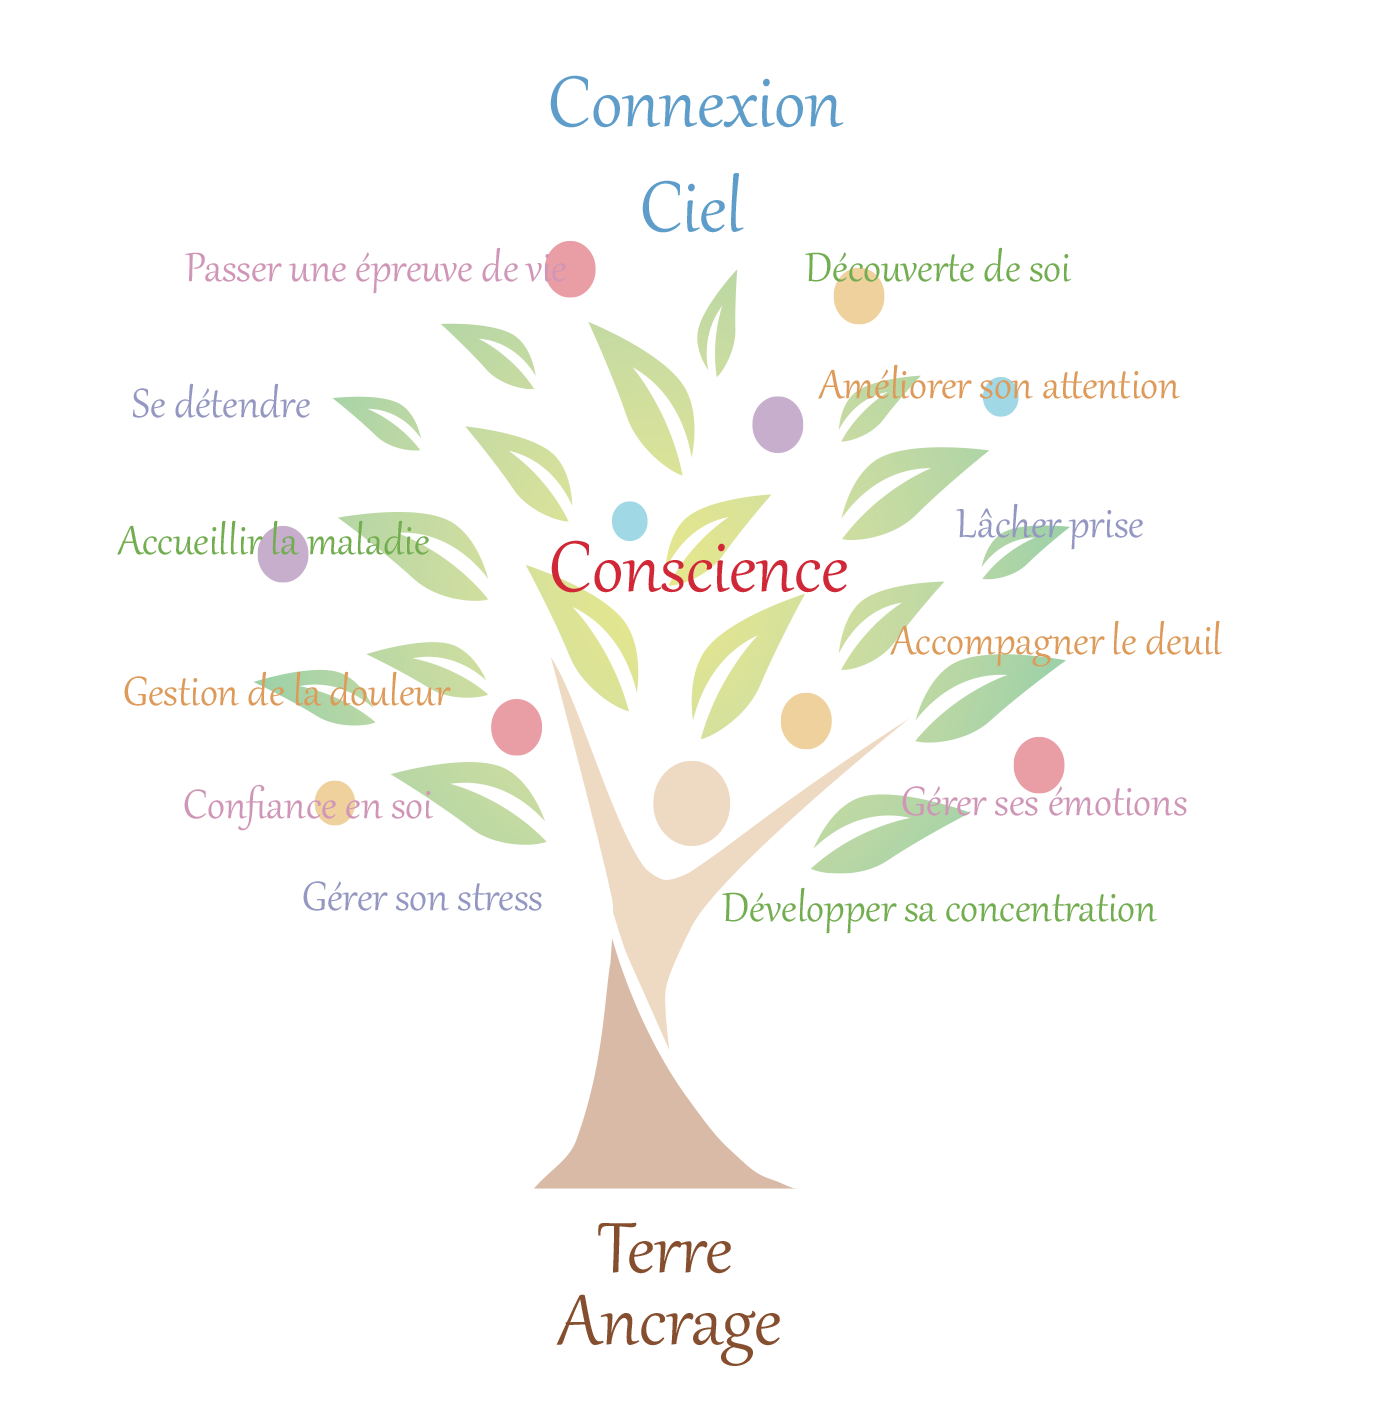 Connexion
Ciel
Passer une épreuve de vie
Découverte de soi
Améliorer son attention
Se détendre
Lâcher prise
Accueillir la maladie
Conscience
Accompagner le deuil
Gestion de la douleur
Confiance en soi
Gérer ses émotions
Gérer son stress
Développer sa concentration
Terre
Ancrage